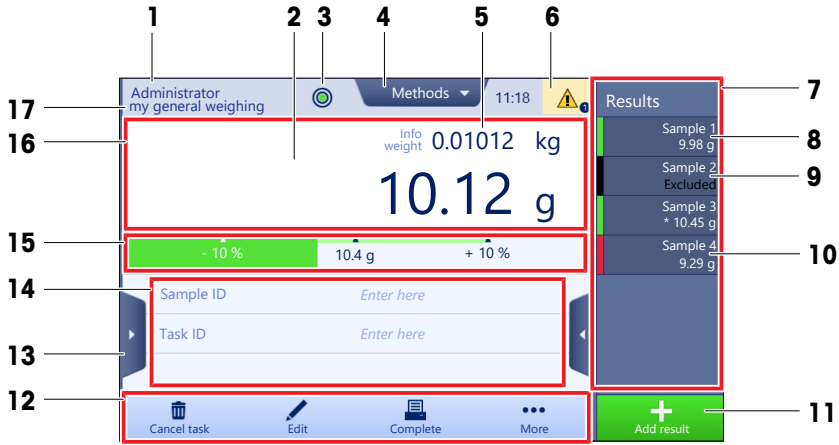 1
2
3
4
5
6
7
Administrator
my general weighing
Methods
11:18
1
Results
17
16
Info
weight
0.01012 kg
10.12 g
Sample 1
9.98 g
8
Sample 2
Excluded
9
Sample 3
* 10.45 g
Sample 4
9.29 g
10
15
- 10 %
10.4 g
+ 10 %
14
Sample ID
Enter here
Task ID
Enter here
13
12
Cancel task
Edit
Complete
More
Add result
11